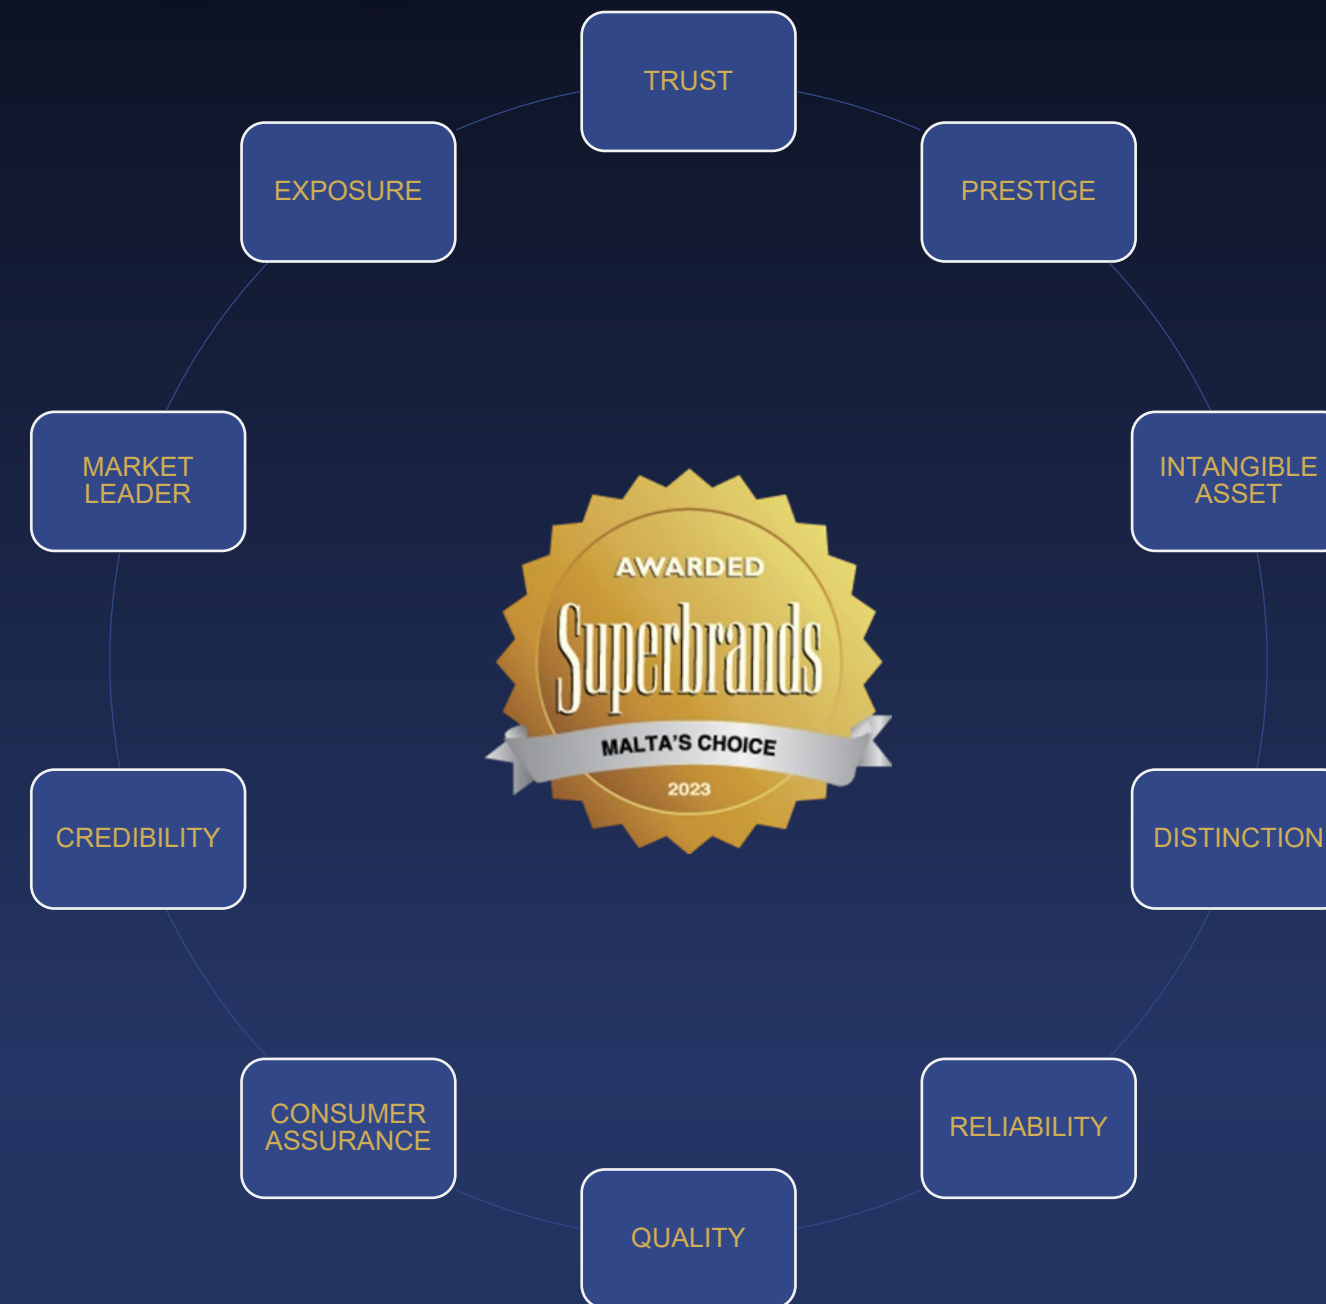 TRUST
EXPOSURE
PRESTIGE
MARKET
LEADER
INTANGIBLE
ASSET
AWARDED
Superbrands
MALTA'S CHOICE
2023
CREDIBILITY
DISTINCTION
CONSUMER
ASSURANCE
RELIABILITY
QUALITY